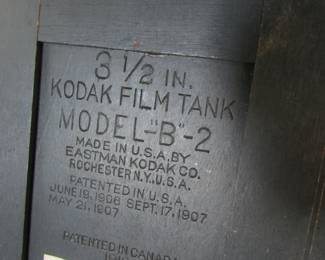 3 1/2 IN.
KODAK FILM TANK
MODEL-"B"-2
MADE IN U.S.A. BY
EASTMAN KODAK CO.
ROCHESTER N.Y. U.S.A.
PATENTED IN U.S.A.
JUNE 19, 1906 SEPT. 17, 1907
MAY 21, 1907
PATENTED IN CANADA